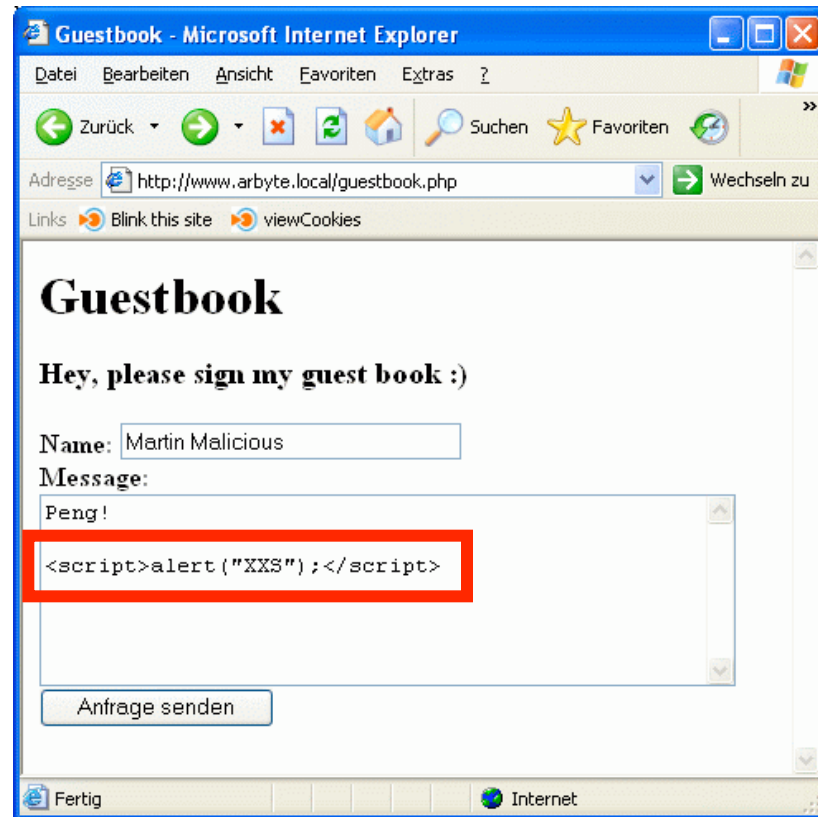 Guestbook - Microsoft Internet Explorer
Datei Bearbeiten Ansicht Favoriten Extras ?
Zurück Suchen Favoriten »
Adresse http://www.arbyte.local/guestbook.php Wechseln zu
Links Blink this site viewCookies
Guestbook
Hey, please sign my guest book :)
Name: Martin Malicious
Message:
Peng!
<script>alert("XXS");</script>
Anfrage senden
Fertig Internet